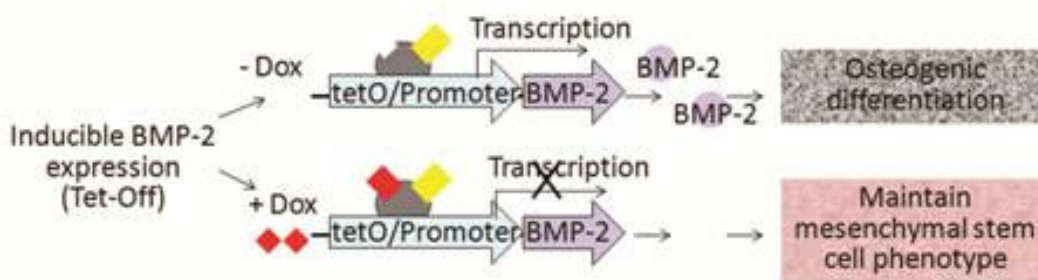 Transcription
- Dox
tetO/Promoter
BMP-2
BMP-2
BMP-2
Osteogenic
differentiation
Inducible BMP-2
expression
(Tet-Off)
Transcription
+ Dox
tetO/Promoter
BMP-2
Maintain
mesenchymal stem
cell phenotype